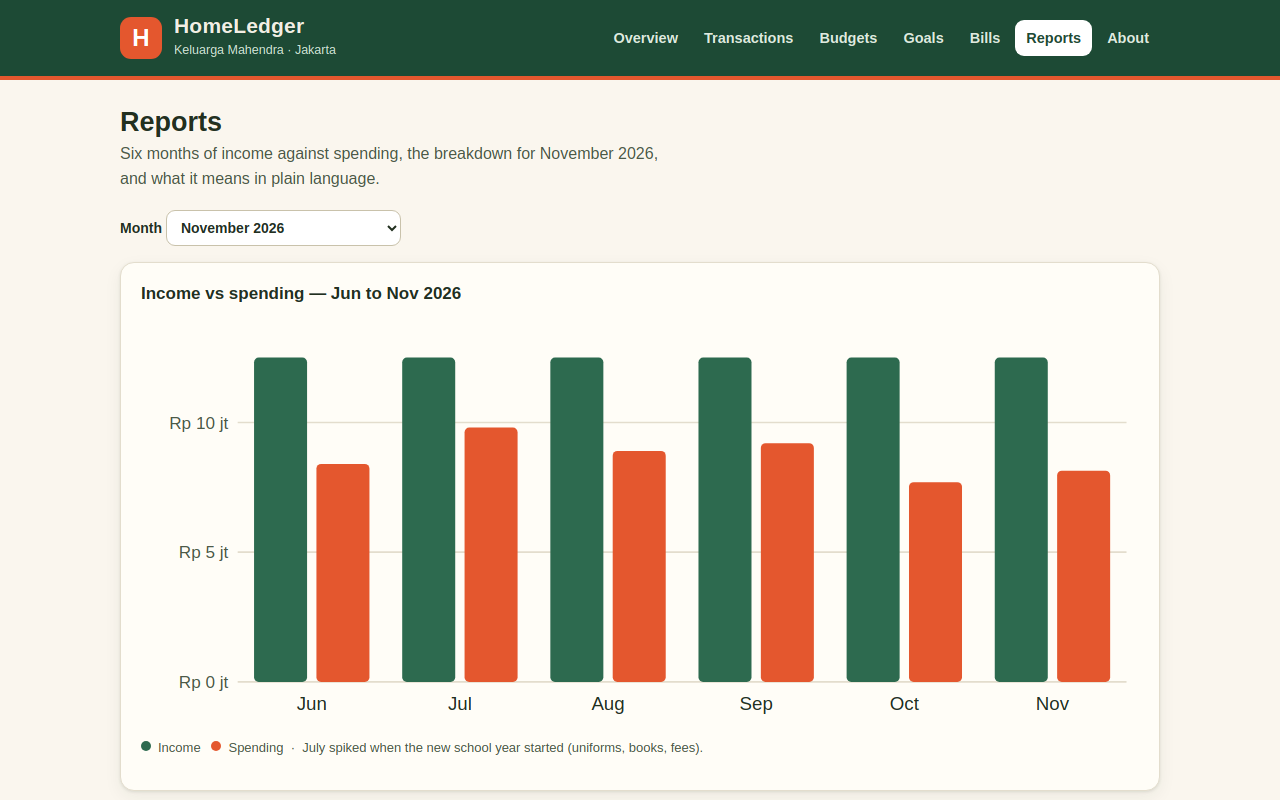 H
HomeLedger
Keluarga Mahendra · Jakarta
Overview Transactions Budgets Goals Bills Reports About
Reports
Six months of income against spending, the breakdown for November 2026,
and what it means in plain language.
Month November 2026
Income vs spending — Jun to Nov 2026
Rp 10 jt
Rp 5 jt
Rp 0 jt
Jun Jul Aug Sep Oct Nov
Income Spending · July spiked when the new school year started (uniforms, books, fees).